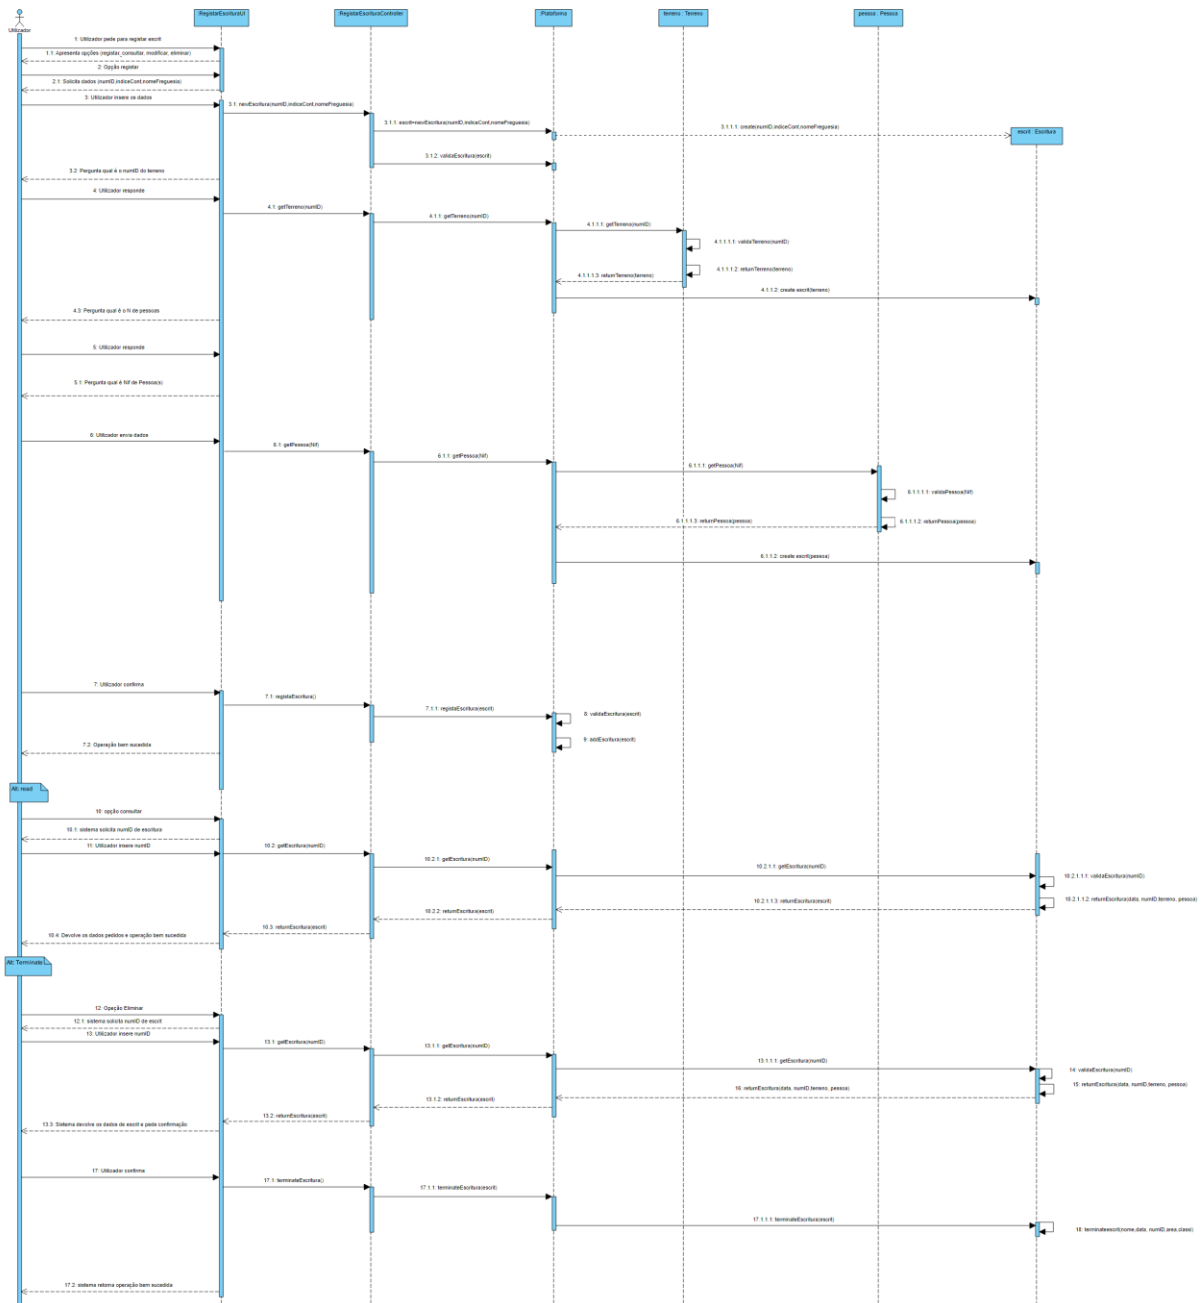 :RegistarEscrituraUI
:RegistarEscrituraController
:Plataforma
terreno : Terreno
pessoa : Pessoa
Utilizador
1: Utilizador pede para registar escrit
1.1: Apresenta opções (registar, consultar, modificar, eliminar)
2: Opção registar
2.1: Solicita dados (numID,indiceCont,nomeFreguesia)
3: Utilizador insere os dados
3.1: newEscritura(numID,indiceCont,nomeFreguesia)
3.1.1: escrit=newEscritura(numID,indiceCont,nomeFreguesia)
3.1.1.1: create(numID,indiceCont,nomeFreguesia)
escrit : Escritura
3.1.2: validaEscritura(escrit)
3.2: Pergunta qual é o numID do terreno
4: Utilizador responde
4.1: getTerreno(numID)
4.1.1: getTerreno(numID)
4.1.1.1: getTerreno(numID)
4.1.1.1.1: validaTerreno(numID)
4.1.1.1.2: returnTerreno(terreno)
4.1.1.1.3: returnTerreno(terreno)
4.1.1.2: create escrit(terreno)
4.3: Pergunta qual é o N de pessoas
5: Utilizador responde
5.1: Pergunta qual é Nif de Pessoa(s)
6: Utilizador envia dados
6.1: getPessoa(Nif)
6.1.1: getPessoa(Nif)
6.1.1.1: getPessoa(Nif)
6.1.1.1.1: validaPessoa(Nif)
6.1.1.1.2: returnPessoa(pessoa)
6.1.1.1.3: returnPessoa(pessoa)
6.1.1.2: create escrit(pessoa)
7: Utilizador confirma
7.1: registaEscritura()
7.1.1: registaEscritura(escrit)
8: validaEscritura(escrit)
9: addEscritura(escrit)
7.2: Operação bem sucedida
Alt: read
10: opção consultar
10.1: sistema solicita numID de escritura
11: Utilizador insere numID
10.2: getEscritura(numID)
10.2.1: getEscritura(numID)
10.2.1.1: getEscritura(numID)
10.2.1.1.1: validaEscritura(numID)
10.2.1.1.2: returnEscritura(data, numID,terreno, pessoa)
10.2.1.1.3: returnEscritura(escrit)
10.2.2: returnEscritura(escrit)
10.3: returnEscritura(escrit)
10.4: Devolve os dados pedidos e operação bem sucedida
Alt: Terminate
12: Opação Eliminar
12.1: sistema solicita numID de escrit
13: Utilizador insere numID
13.1: getEscritura(numID)
13.1.1: getEscritura(numID)
13.1.1.1: getEscritura(numID)
14: validaEscritura(numID)
15: returnEscritura(data, numID,terreno, pessoa)
16: returnEscritura(data, numID,terreno, pessoa)
13.1.2: returnEscritura(escrit)
13.2: returnEscritura(escrit)
13.3: Sistema devolve os dados de escrit e pede confirmação
17: Utilizador confirma
17.1: terminateEscritura()
17.1.1: terminateEscritura(escrit)
17.1.1.1: terminateEscritura(escrit)
18: terminateescrit(nome,data, numID,area,classi)
17.2: sistema retorna operação bem sucedida